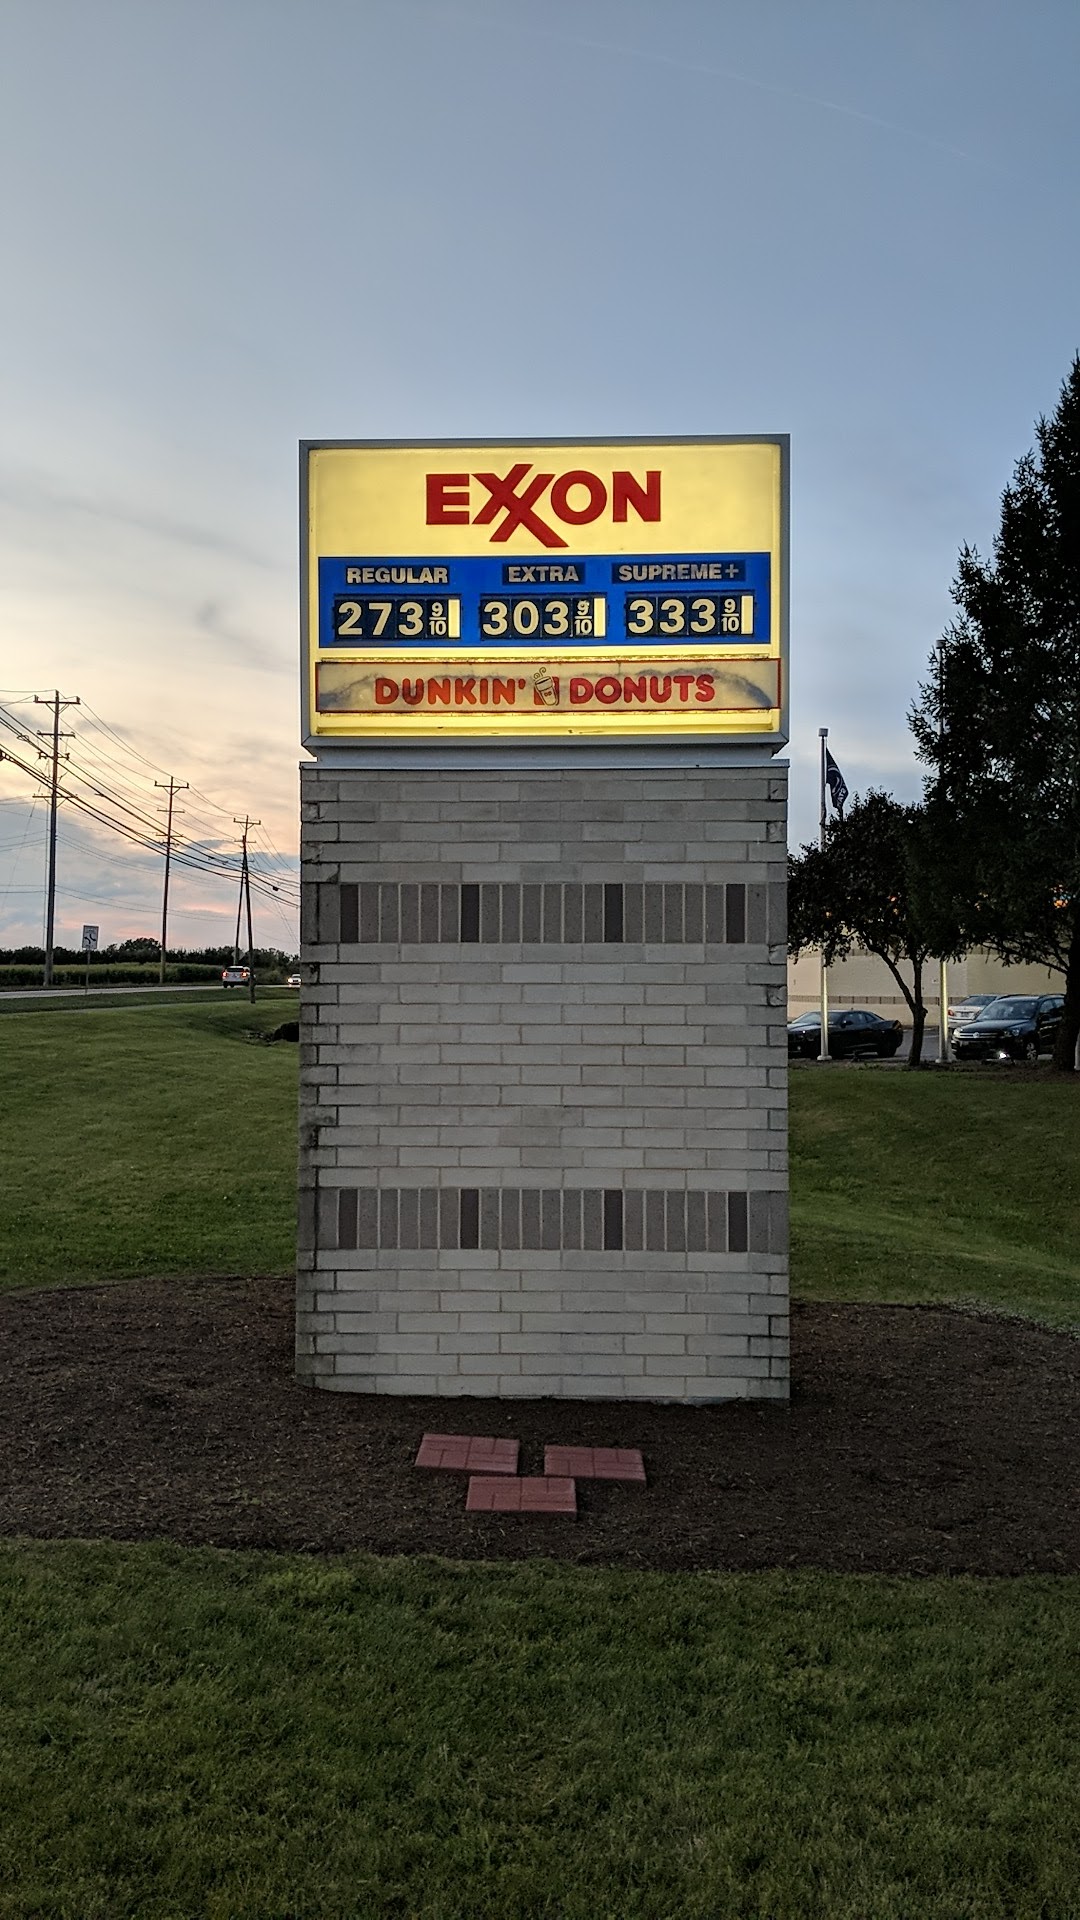 EXXON
REGULAR EXTRA SUPREME+
273 9/10 303 9/10 333 9/10
DUNKIN' DONUTS